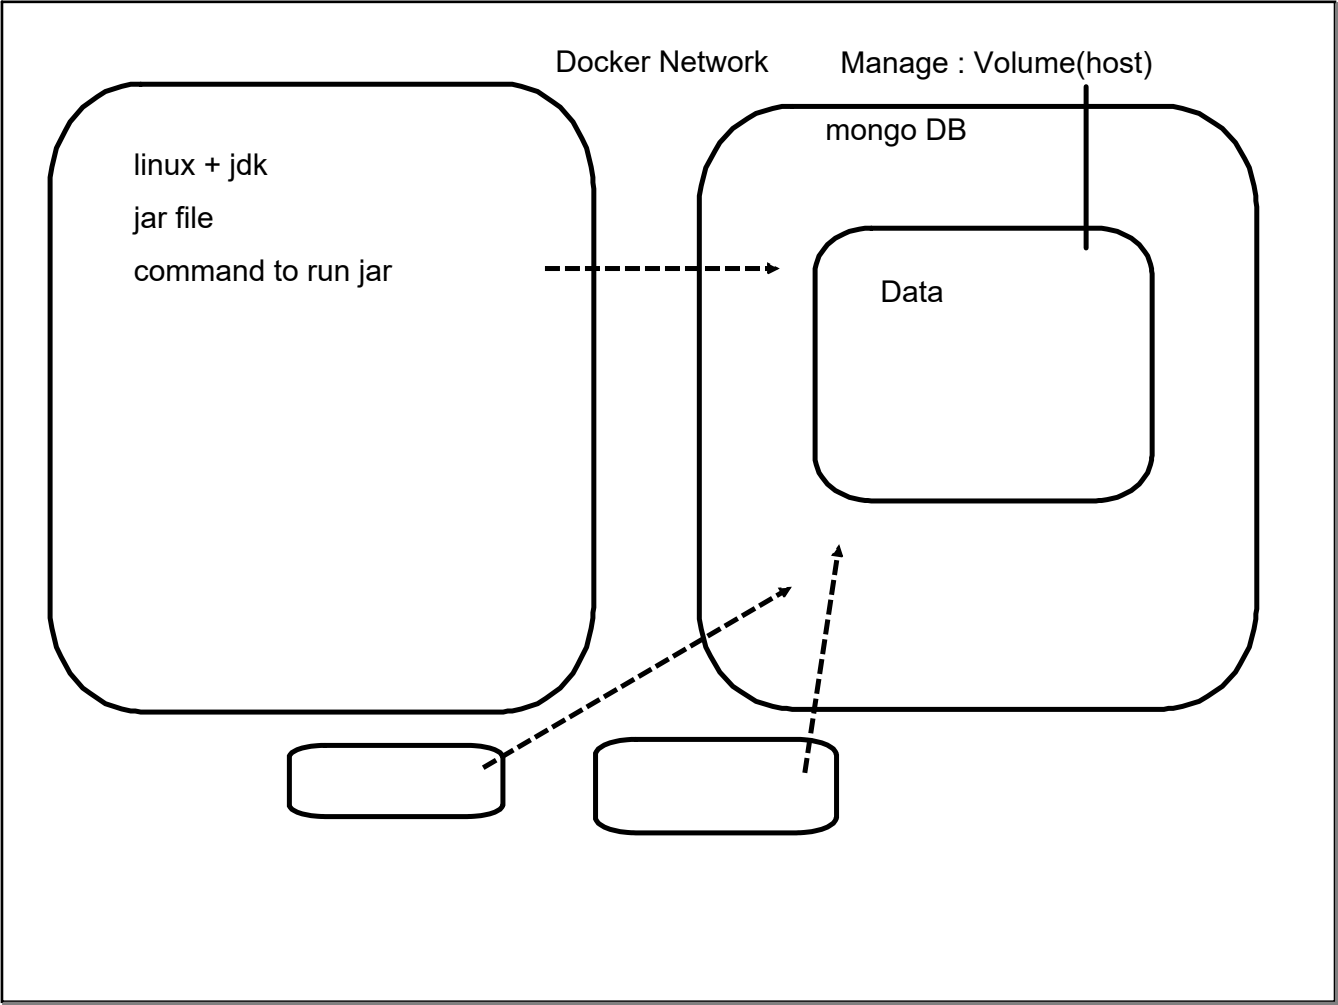 Docker Network
Manage : Volume(host)
mongo DB
linux + jdk
jar file
command to run jar
Data